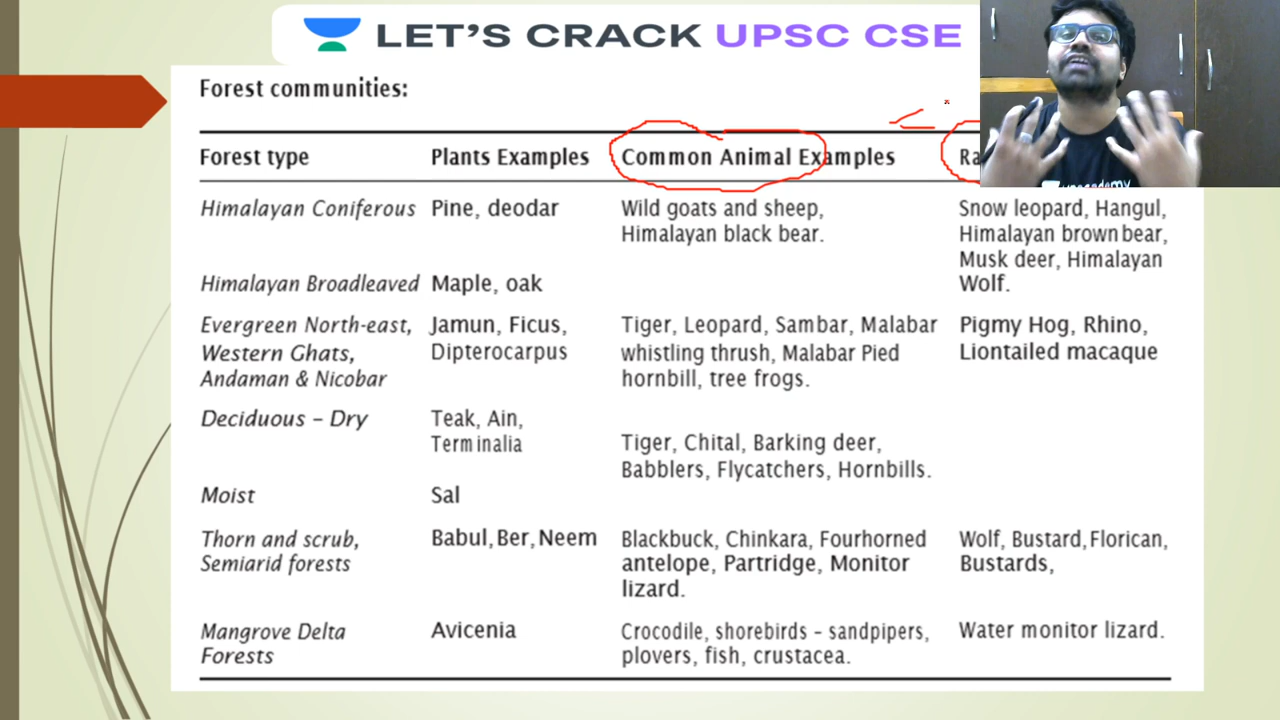 LET'S CRACK UPSC CSE
Forest communities:
Forest type Plants Examples Common Animal Examples
Himalayan Coniferous Pine, deodar Wild goats and sheep, Snow leopard, Hangul,
Himalayan black bear. Himalayan brown bear,
Musk deer, Himalayan
Himalayan Broadleaved Maple, oak Wolf.
Evergreen North-east, Jamun, Ficus, Tiger, Leopard, Sambar, Malabar Pigmy Hog, Rhino,
Western Ghats, Dipterocarpus whistling thrush, Malabar Pied Liontailed macaque
Andaman & Nicobar hornbill, tree frogs.
Deciduous – Dry Teak, Ain,
Terminalia Tiger, Chital, Barking deer,
Babblers, Flycatchers, Hornbills.
Moist Sal
Thorn and scrub, Babul, Ber, Neem Blackbuck, Chinkara, Fourhorned Wolf, Bustard, Florican,
Semiarid forests antelope, Partridge, Monitor Bustards,
lizard.
Mangrove Delta Avicenia Crocodile, shorebirds – sandpipers, Water monitor lizard.
Forests plovers, fish, crustacea.